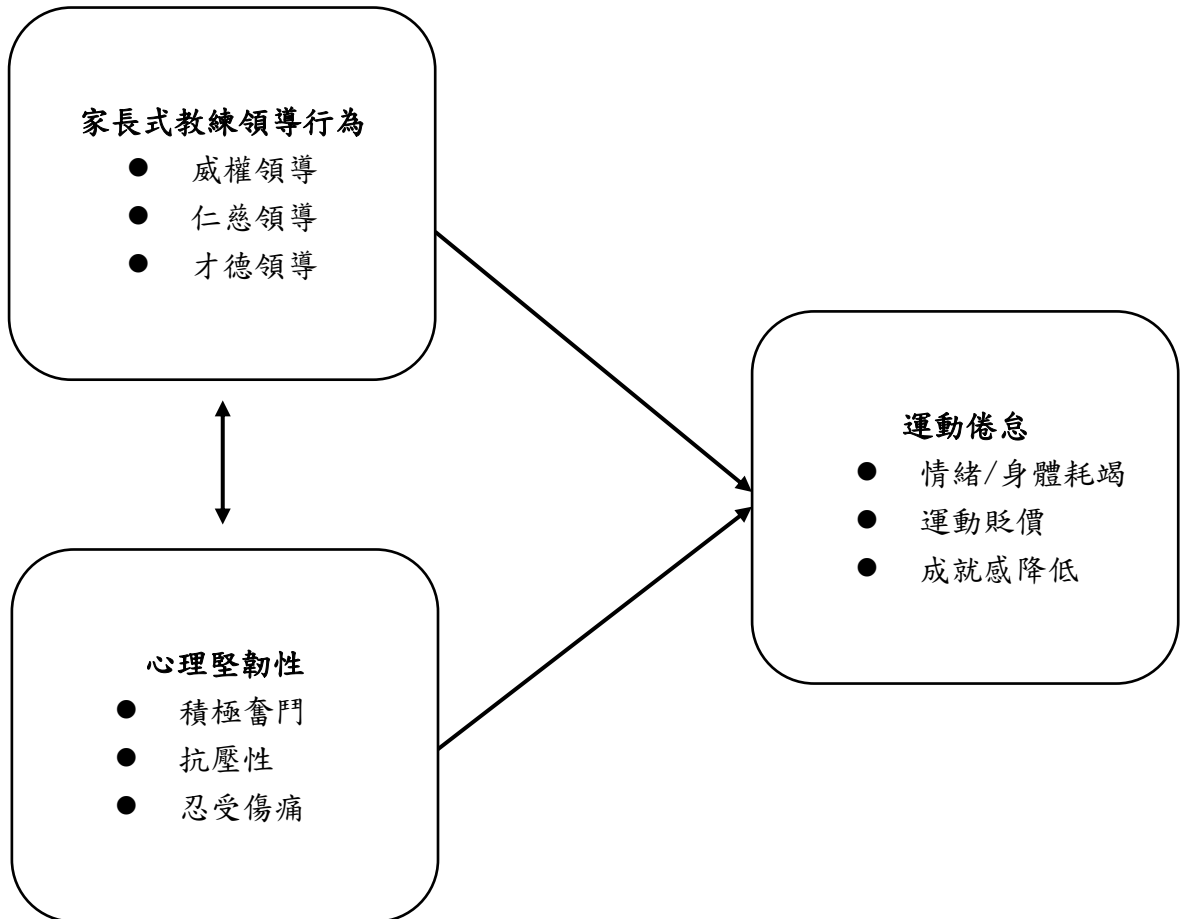 家長式教練領導行為
● 威權領導
● 仁慈領導
● 才德領導
運動倦怠
● 情緒/身體耗竭
● 運動貶價
● 成就感降低
心理堅韌性
● 積極奮鬥
● 抗壓性
● 忍受傷痛